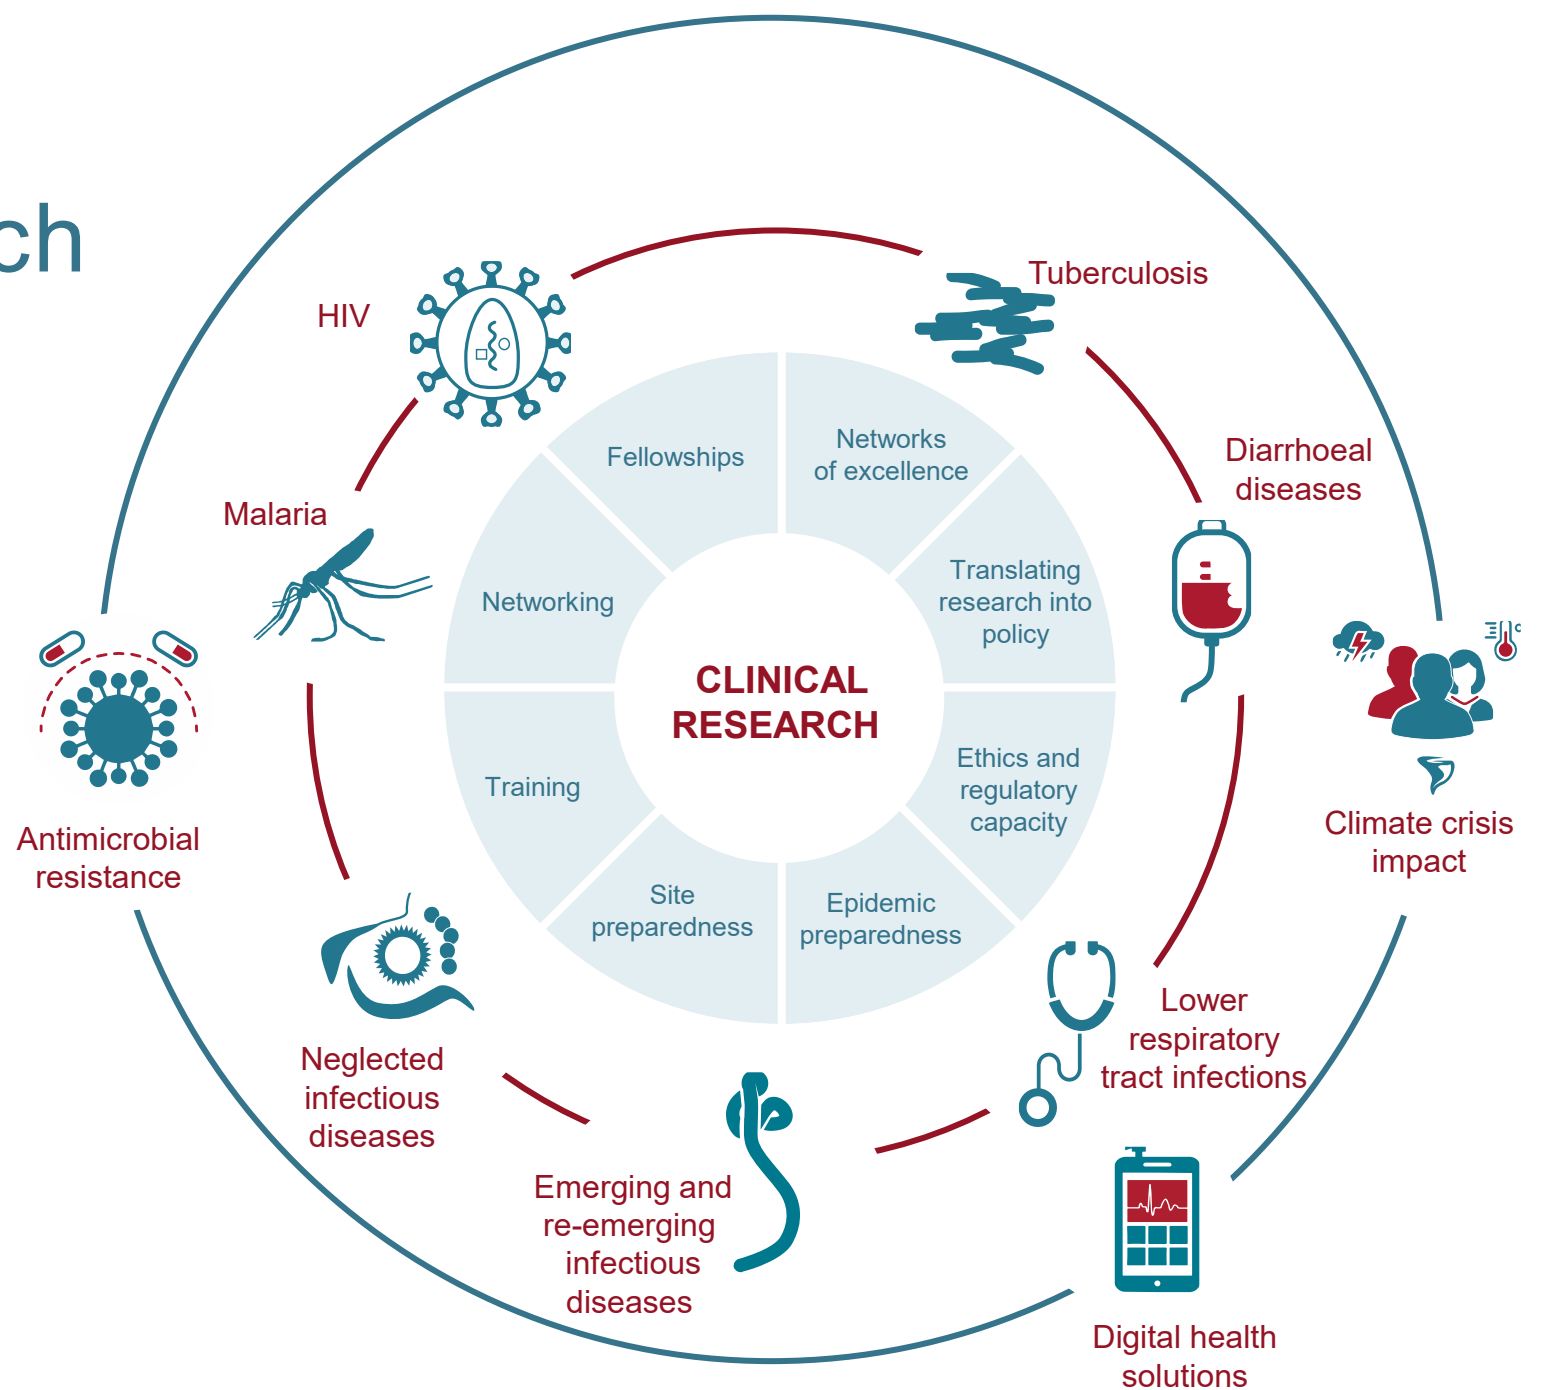 ch
HIV
Tuberculosis
Malaria
Diarrhoeal
diseases
Fellowships
Networks
of excellence
Networking
Translating
research into
policy
CLINICAL
RESEARCH
Training
Ethics and
regulatory
capacity
Site
preparedness
Epidemic
preparedness
Antimicrobial
resistance
Climate crisis
impact
Neglected
infectious
diseases
Lower
respiratory
tract infections
Emerging and
re-emerging
infectious
diseases
Digital health
solutions